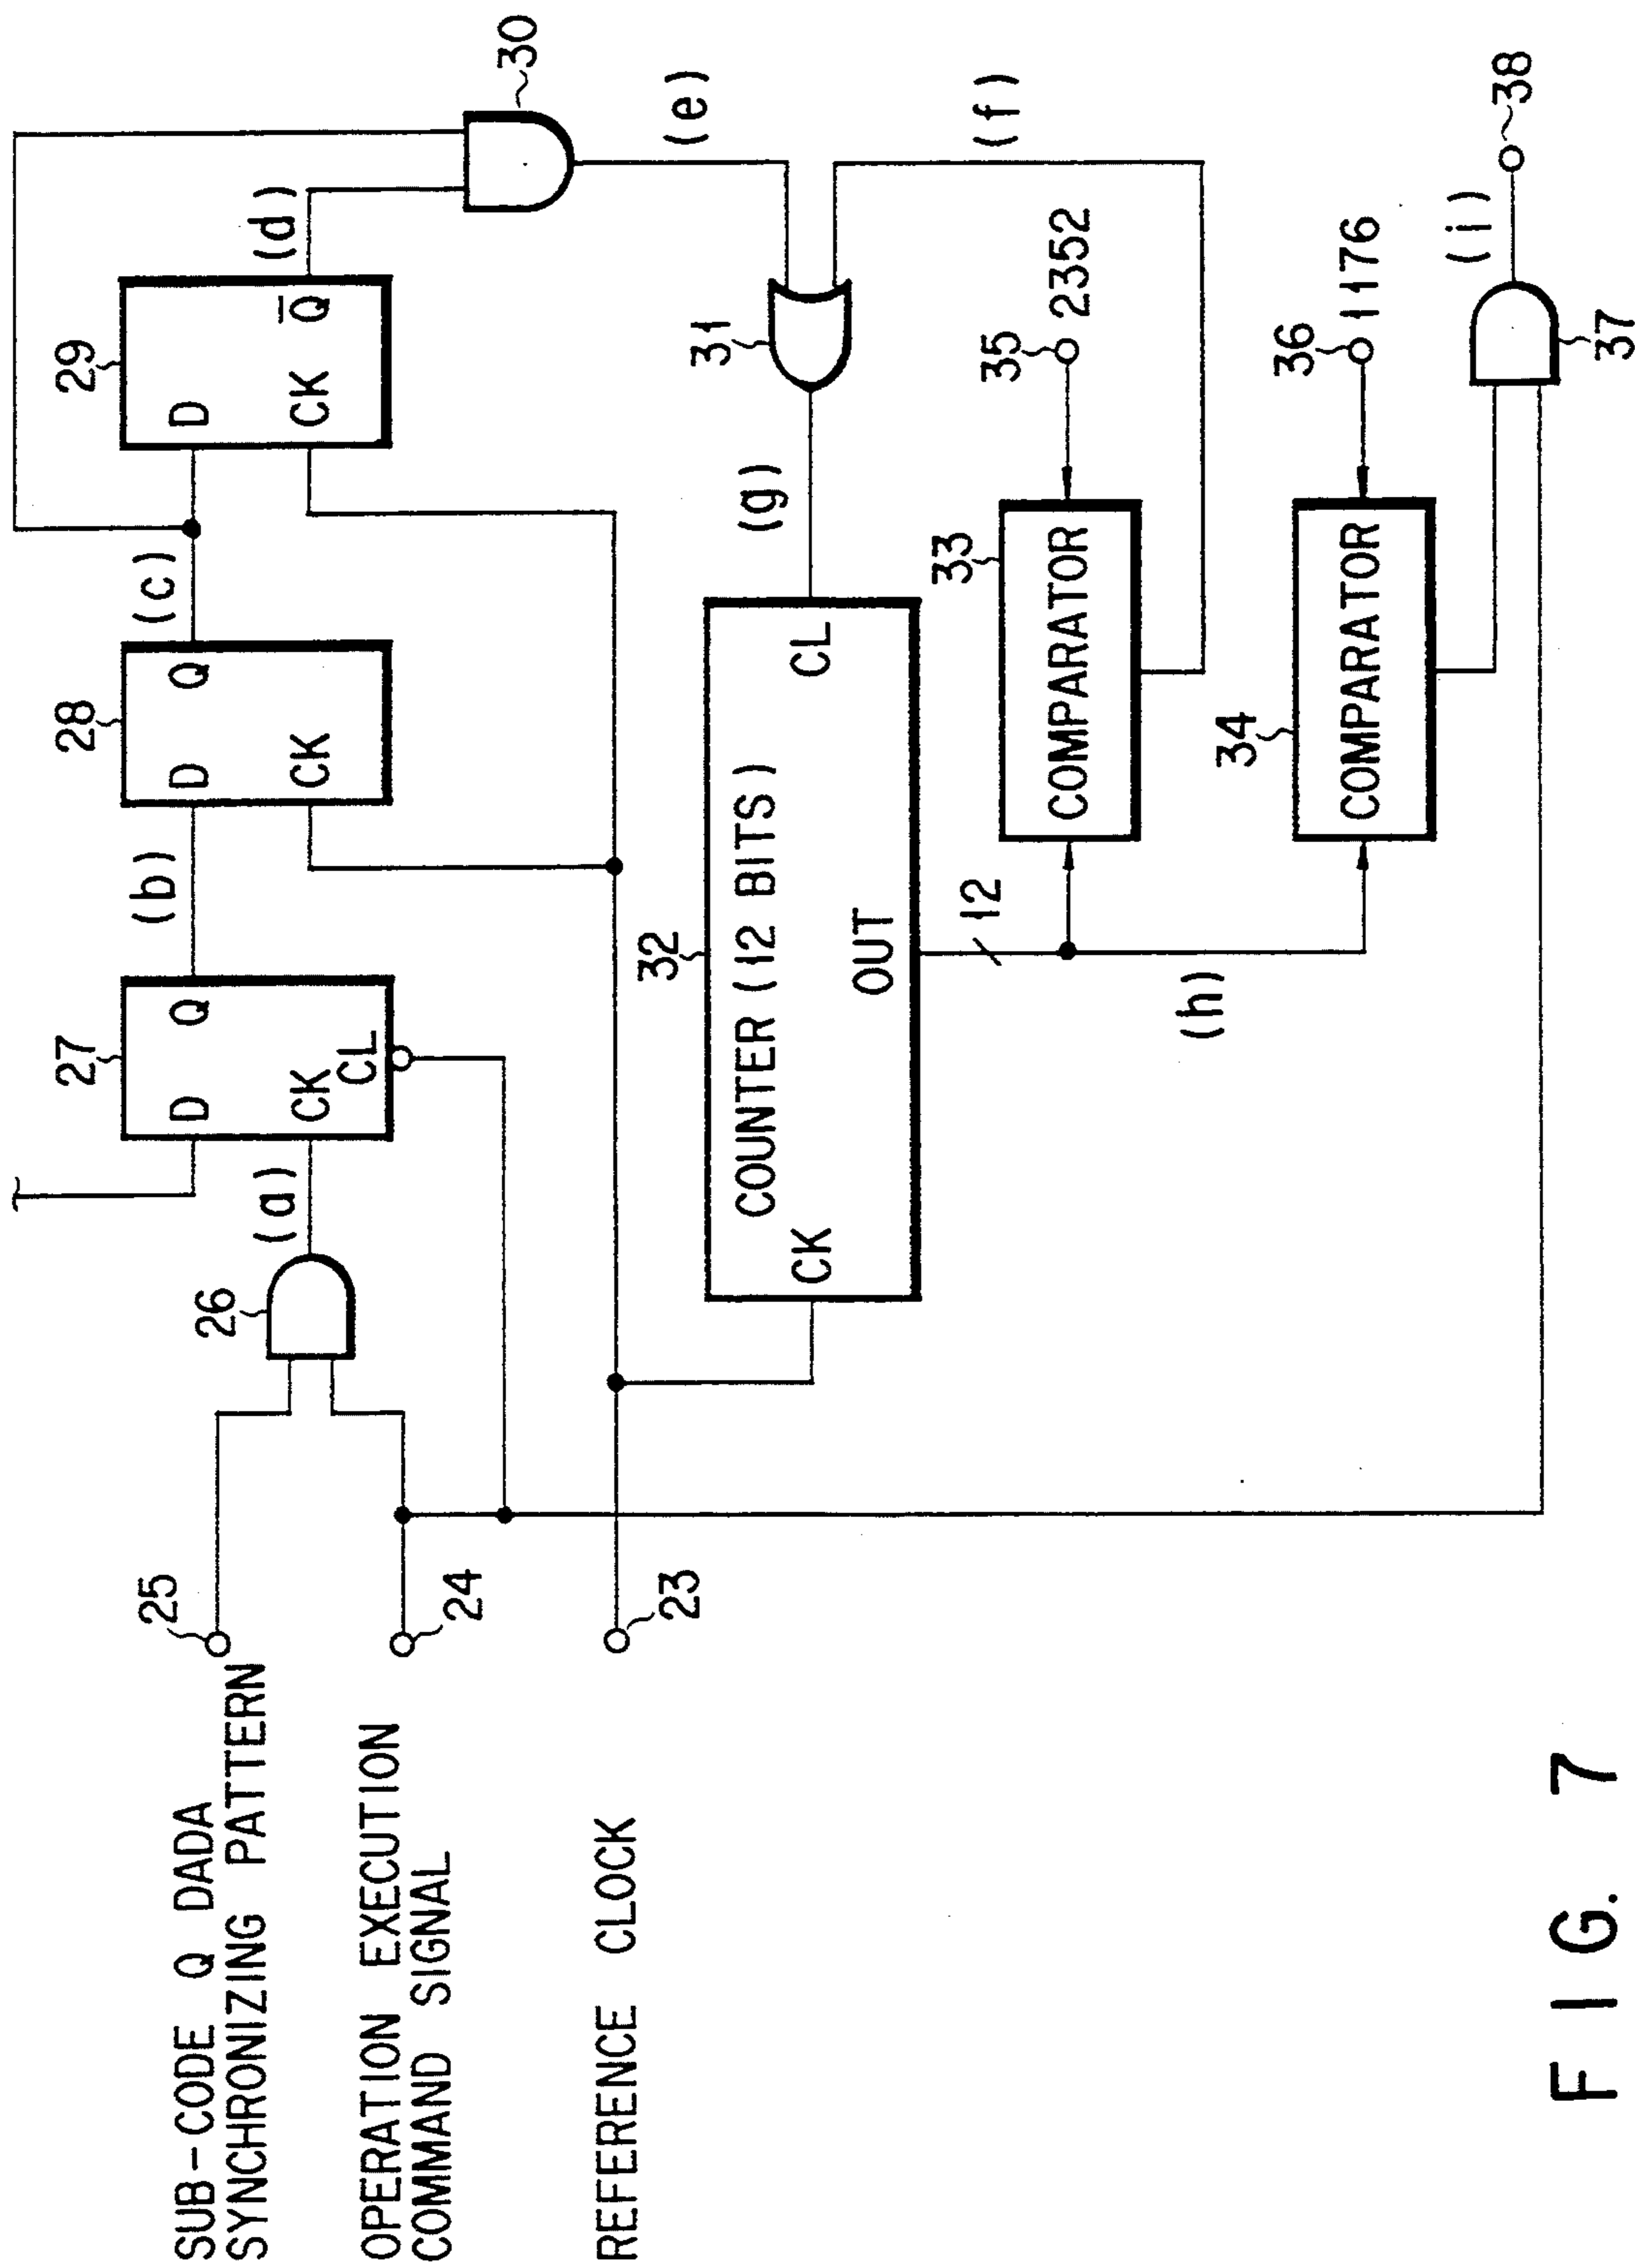 SUB-CODE Q DADA
SYNCHRONIZING PATTERN
OPERATION EXECUTION
COMMAND SIGNAL
REFERENCE CLOCK
25
24
23
26
(a)
27
D
Q
CK
CL
(b)
28
D
Q
CK
(c)
29
D
Q̅
CK
(d)
30
(e)
(f)
31
(g)
32
COUNTER (12 BITS)
CK
CL
OUT
12
(h)
33
COMPARATOR
35
2352
34
COMPARATOR
36
1176
37
(i)
38
FIG. 7